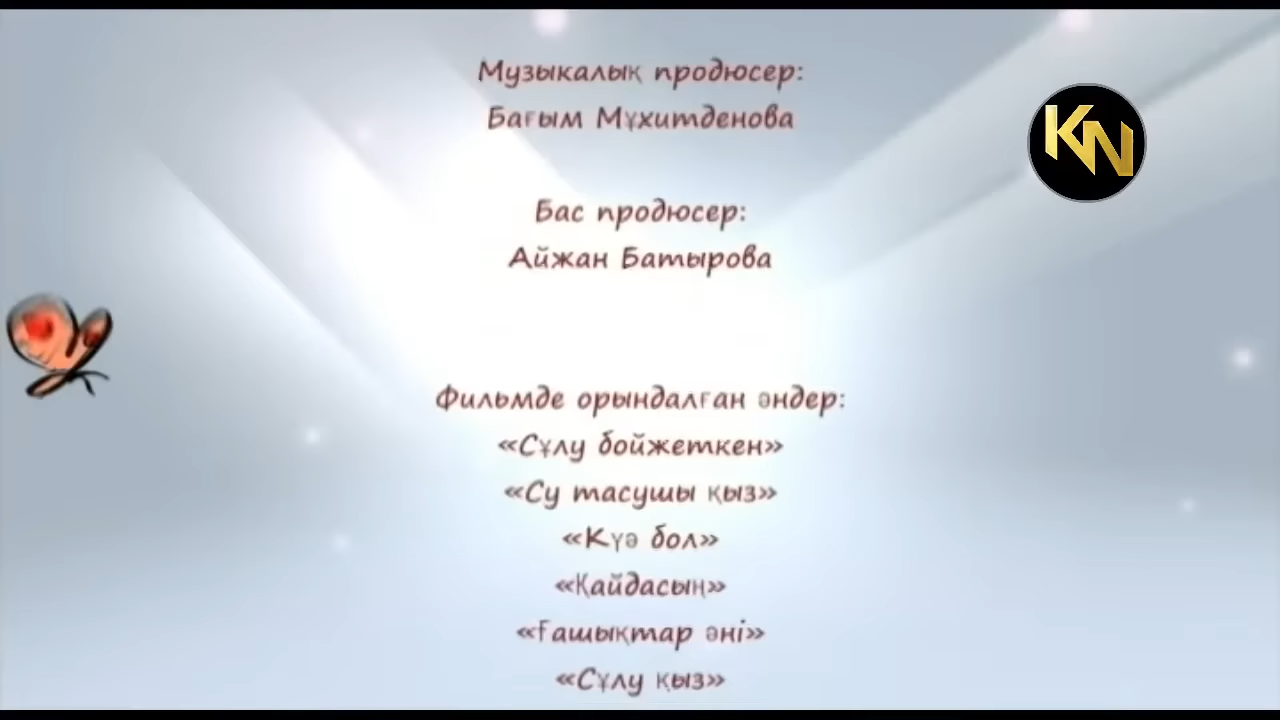 Музыкалық продюсер:
Бағым Мұхитденова
KN
Бас продюсер:
Айжан Батырова
Фильмде орындалған әндер:
«Сұлу бойжеткен»
«Су тасушы қыз»
«Күә бол»
«Қайдасың»
«Ғашықтар әні»
«Сұлу қыз»